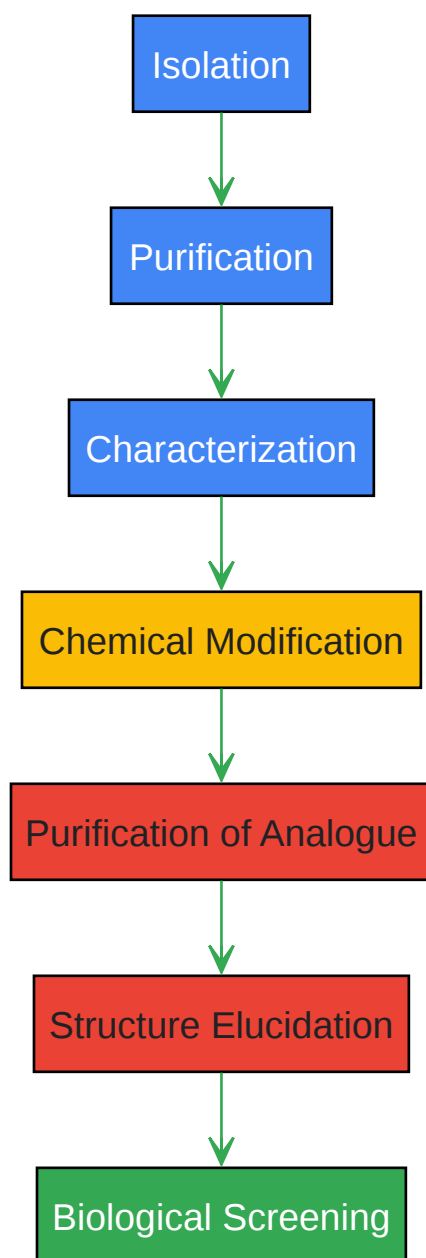 Isolation
Purification
Characterization
Chemical Modification
Purification of Analogue
Structure Elucidation
Biological Screening